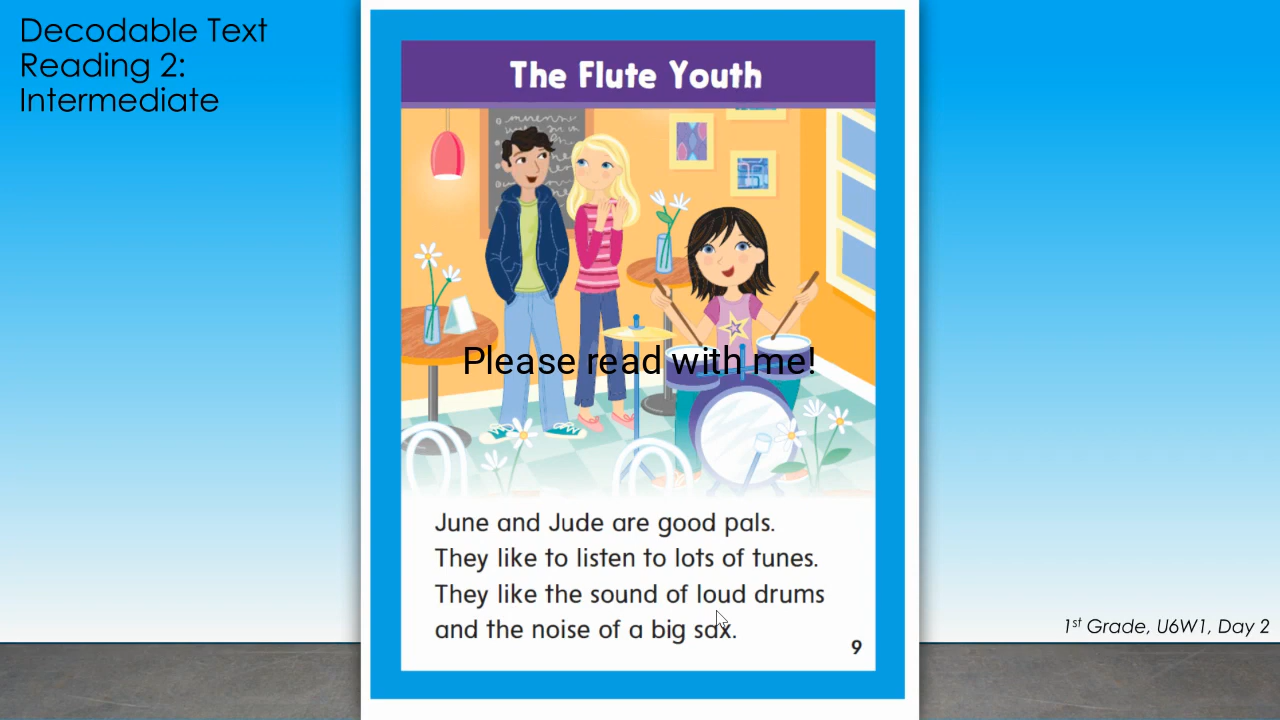 Decodable Text
Reading 2:
Intermediate
The Flute Youth
Please read with me!
June and Jude are good pals.
They like to listen to lots of tunes.
They like the sound of loud drums
and the noise of a big sax.
9
1st Grade, U6W1, Day 2